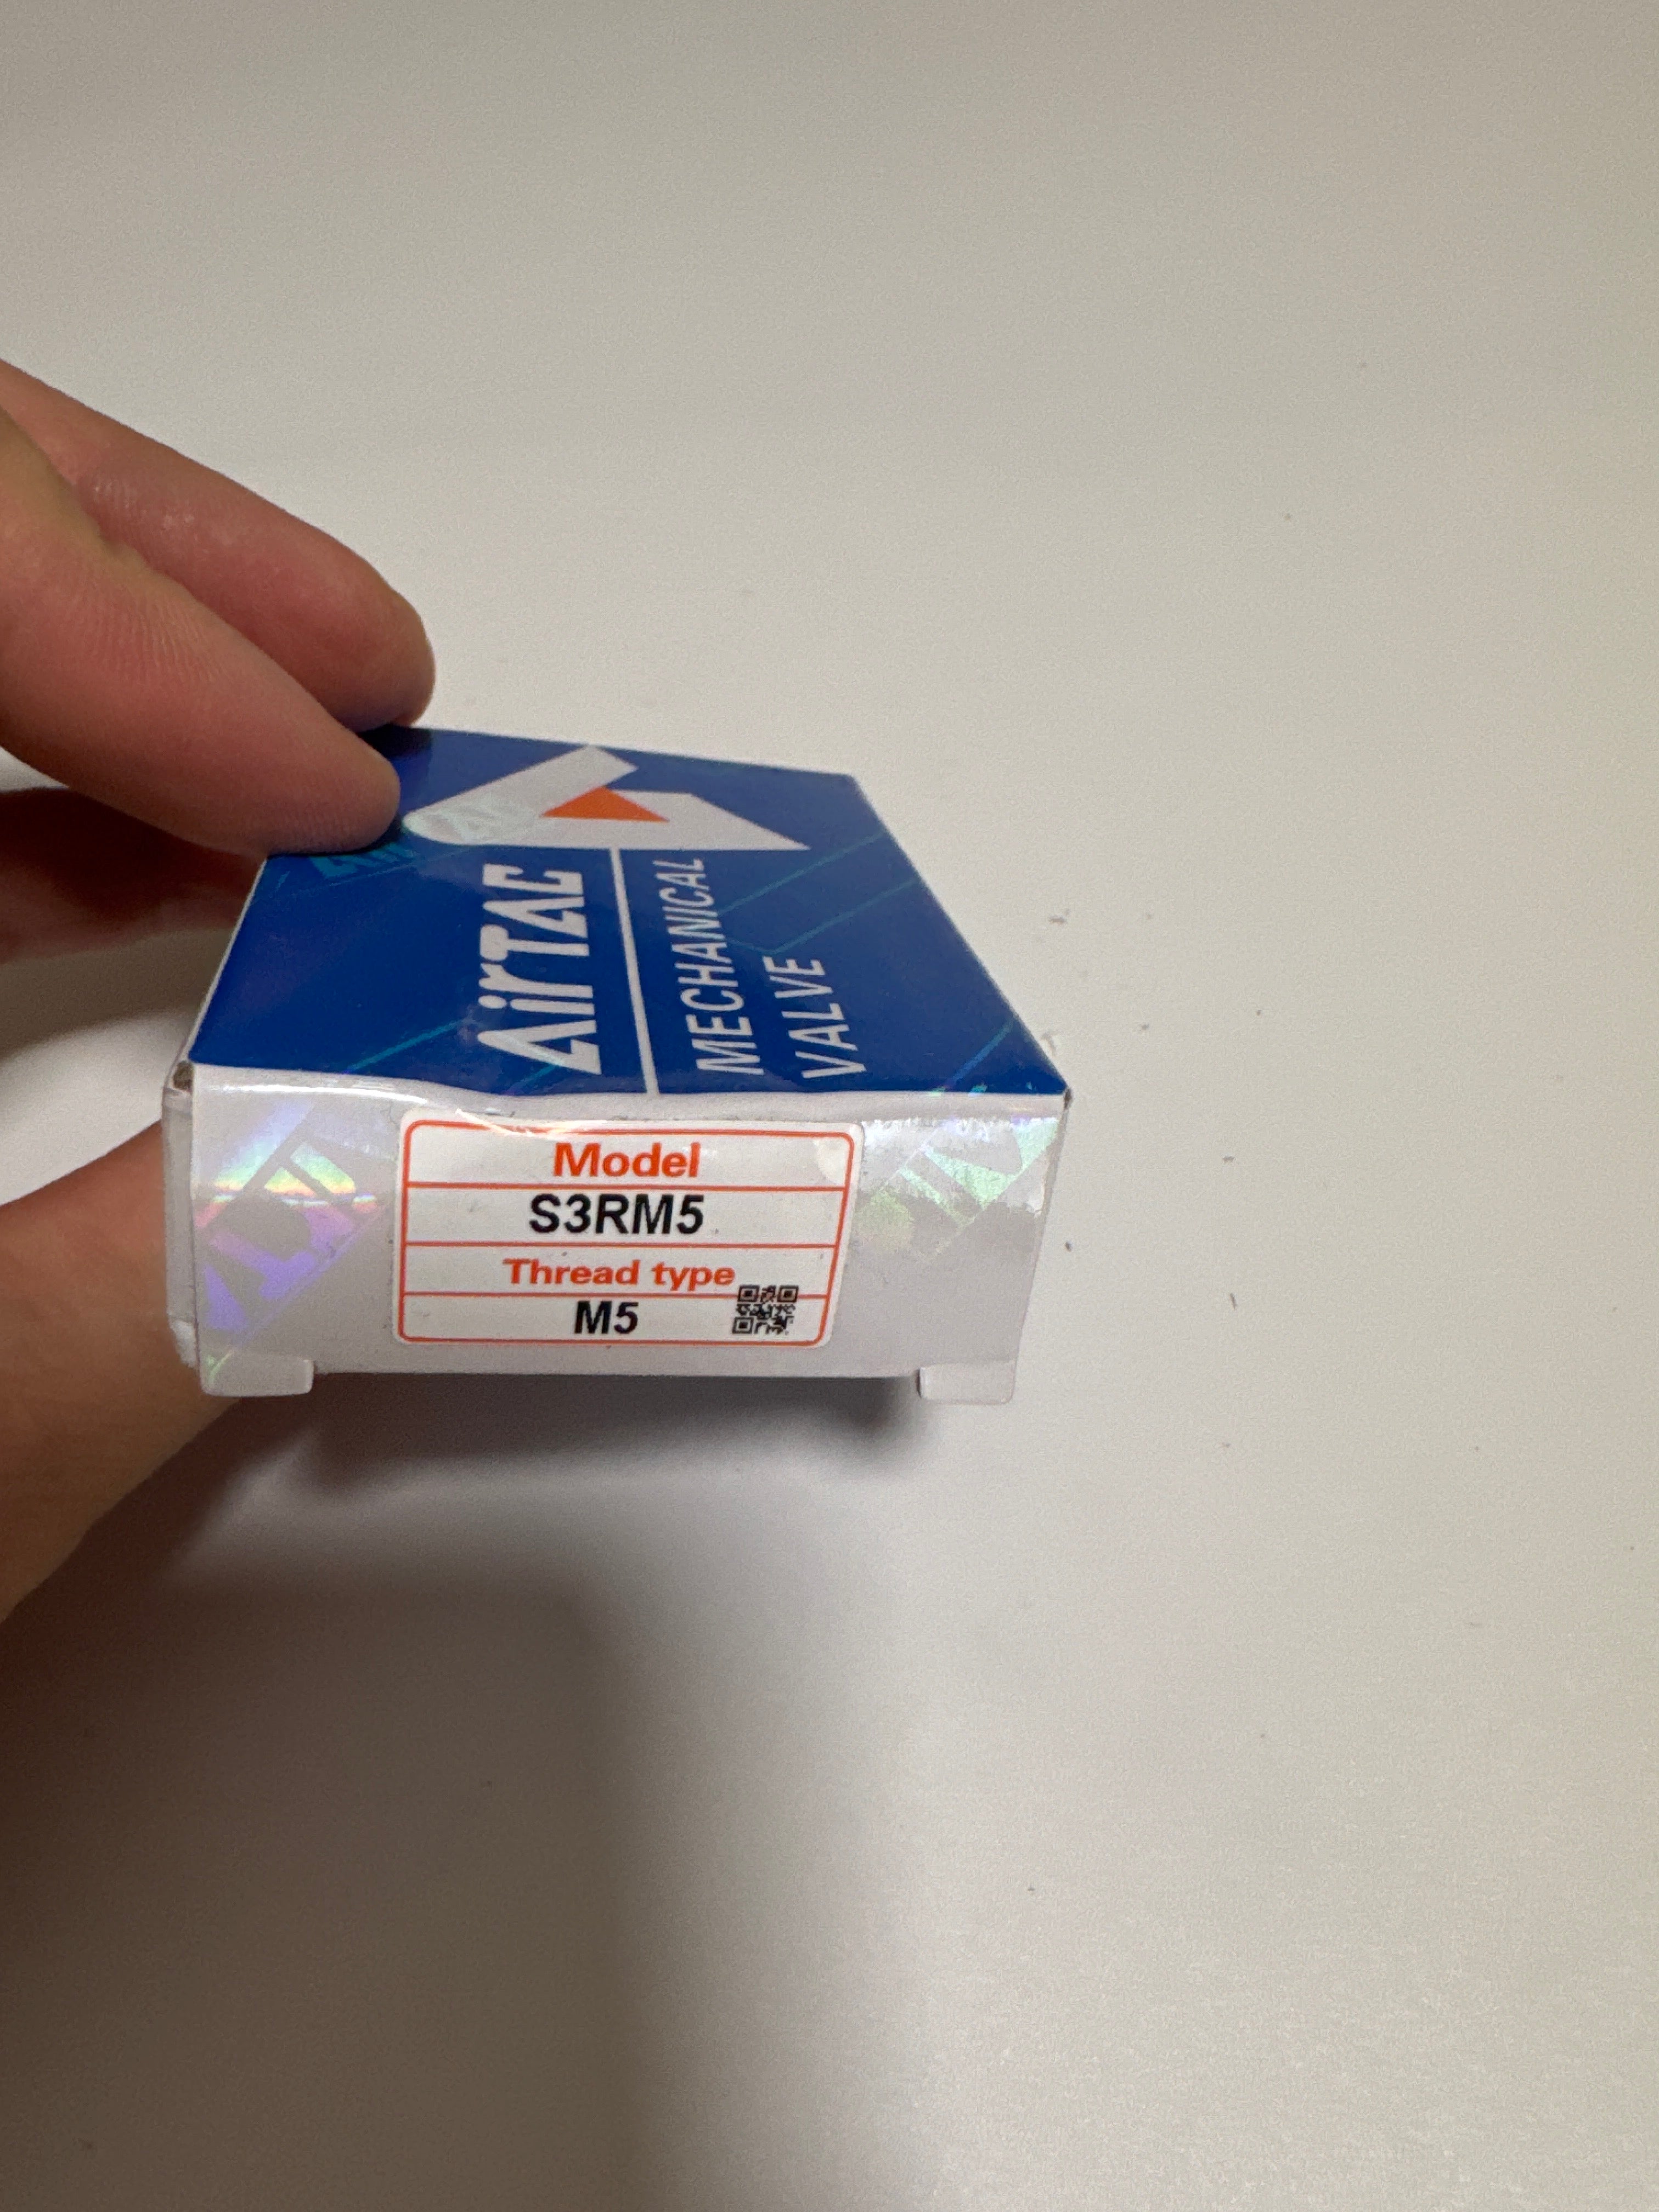 AirTAC
MECHANICAL
VALVE
Model
S3RM5
Thread type
M5